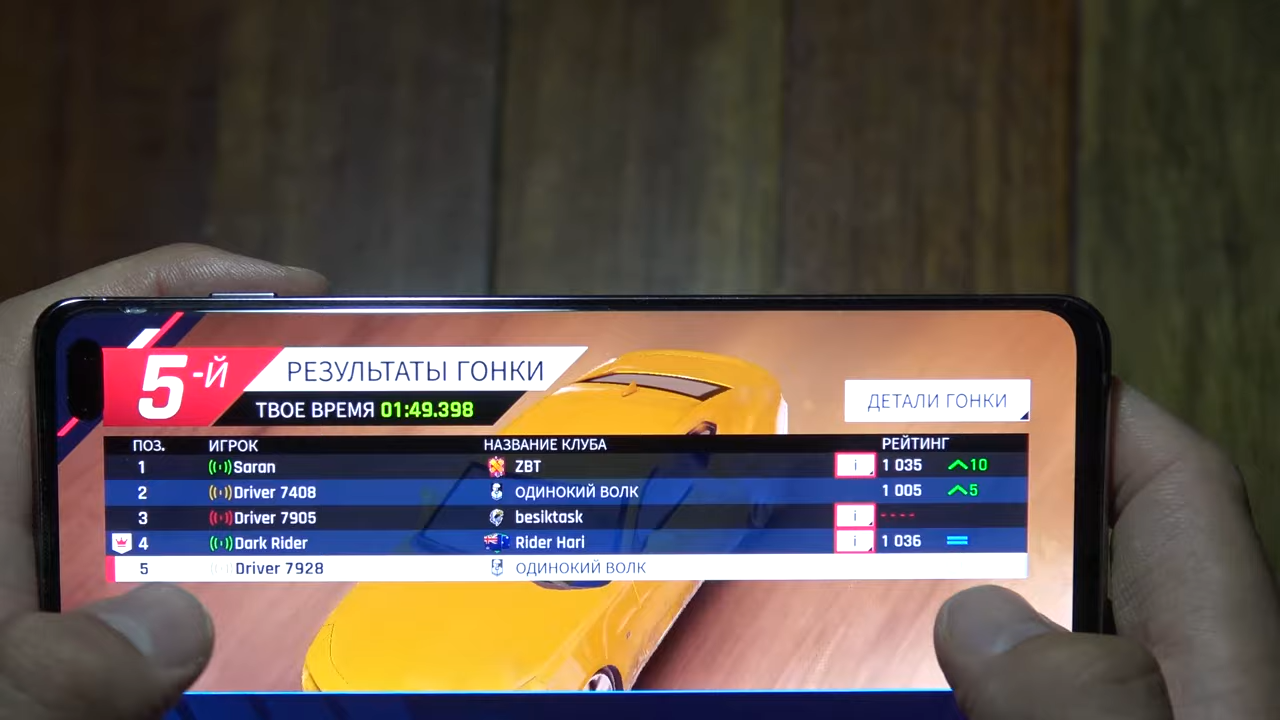 5-Й
РЕЗУЛЬТАТЫ ГОНКИ
ТВОЕ ВРЕМЯ 01:49.398
ДЕТАЛИ ГОНКИ
ПОЗ. ИГРОК НАЗВАНИЕ КЛУБА РЕЙТИНГ
1 Saran ZBT i 1 035 10
2 Driver 7408 ОДИНОКИЙ ВОЛК 1 005 5
3 Driver 7905 besiktask i ----
4 Dark Rider Rider Hari i 1 036
5 Driver 7928 ОДИНОКИЙ ВОЛК